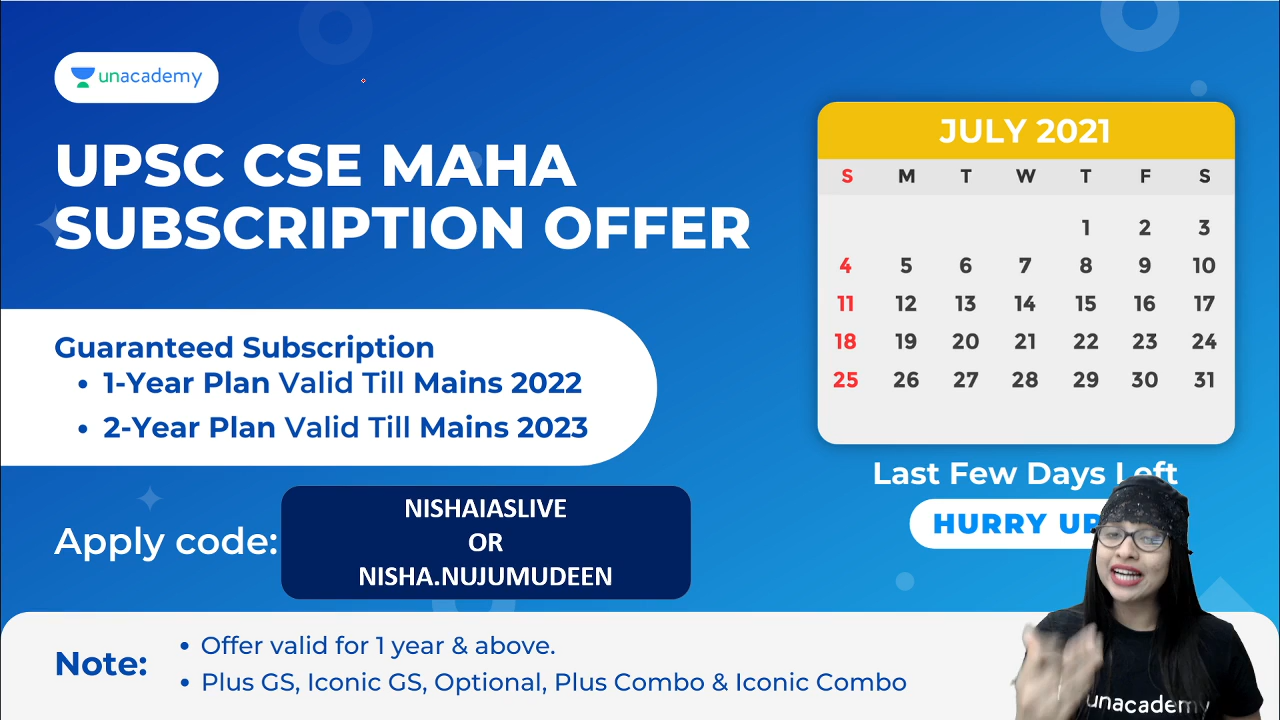 unacademy
UPSC CSE MAHA
SUBSCRIPTION OFFER
Guaranteed Subscription
• 1-Year Plan Valid Till Mains 2022
• 2-Year Plan Valid Till Mains 2023
Apply code:
NISHAIASLIVE
OR
NISHA.NUJUMUDEEN
Note:
• Offer valid for 1 year & above.
• Plus GS, Iconic GS, Optional, Plus Combo & Iconic Combo
JULY 2021
S M T W T F S
1 2 3
4 5 6 7 8 9 10
11 12 13 14 15 16 17
18 19 20 21 22 23 24
25 26 27 28 29 30 31
Last Few Days Left
HURRY UP
unacademy